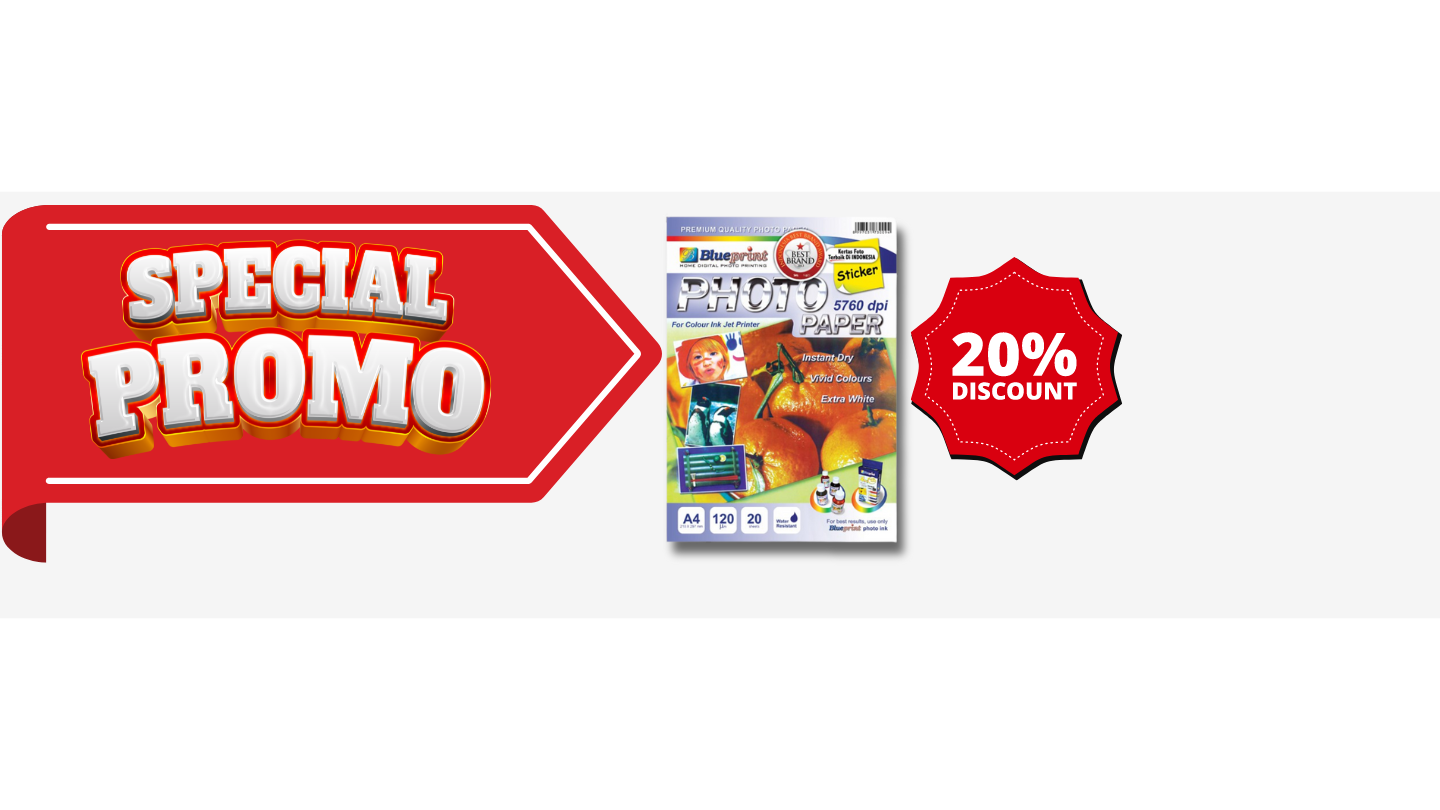 SPECIAL
PROMO
PREMIUM QUALITY PHOTO
Blueprint
HOME DIGITAL PHOTO PRINTING
BEST
BRAND
Kertas Foto
Terbaik Di INDONESIA
Sticker
PHOTO
5760 dpi
PAPER
For Colour Ink Jet Printer
Instant Dry
Vivid Colours
Extra White
A4
120
20
sheets
Water
Resistant
For best results, use only
Blueprint photo ink
20%
DISCOUNT